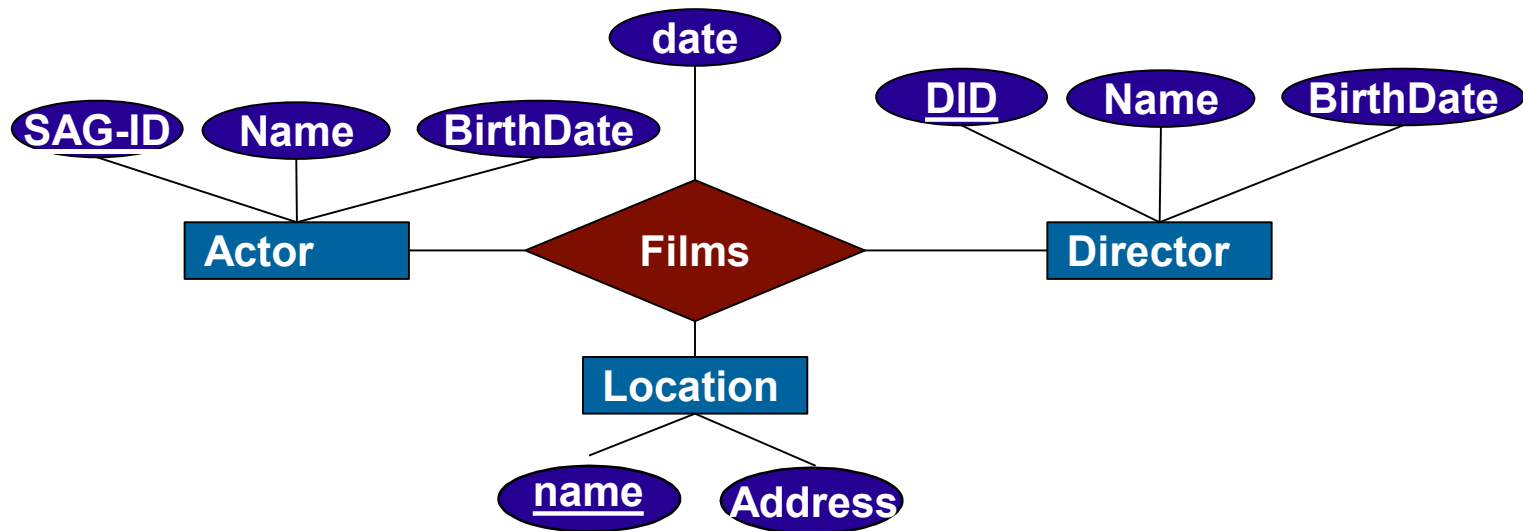 date
SAG-ID Name BirthDate
DID Name BirthDate
Actor
Films
Director
Location
name
Address